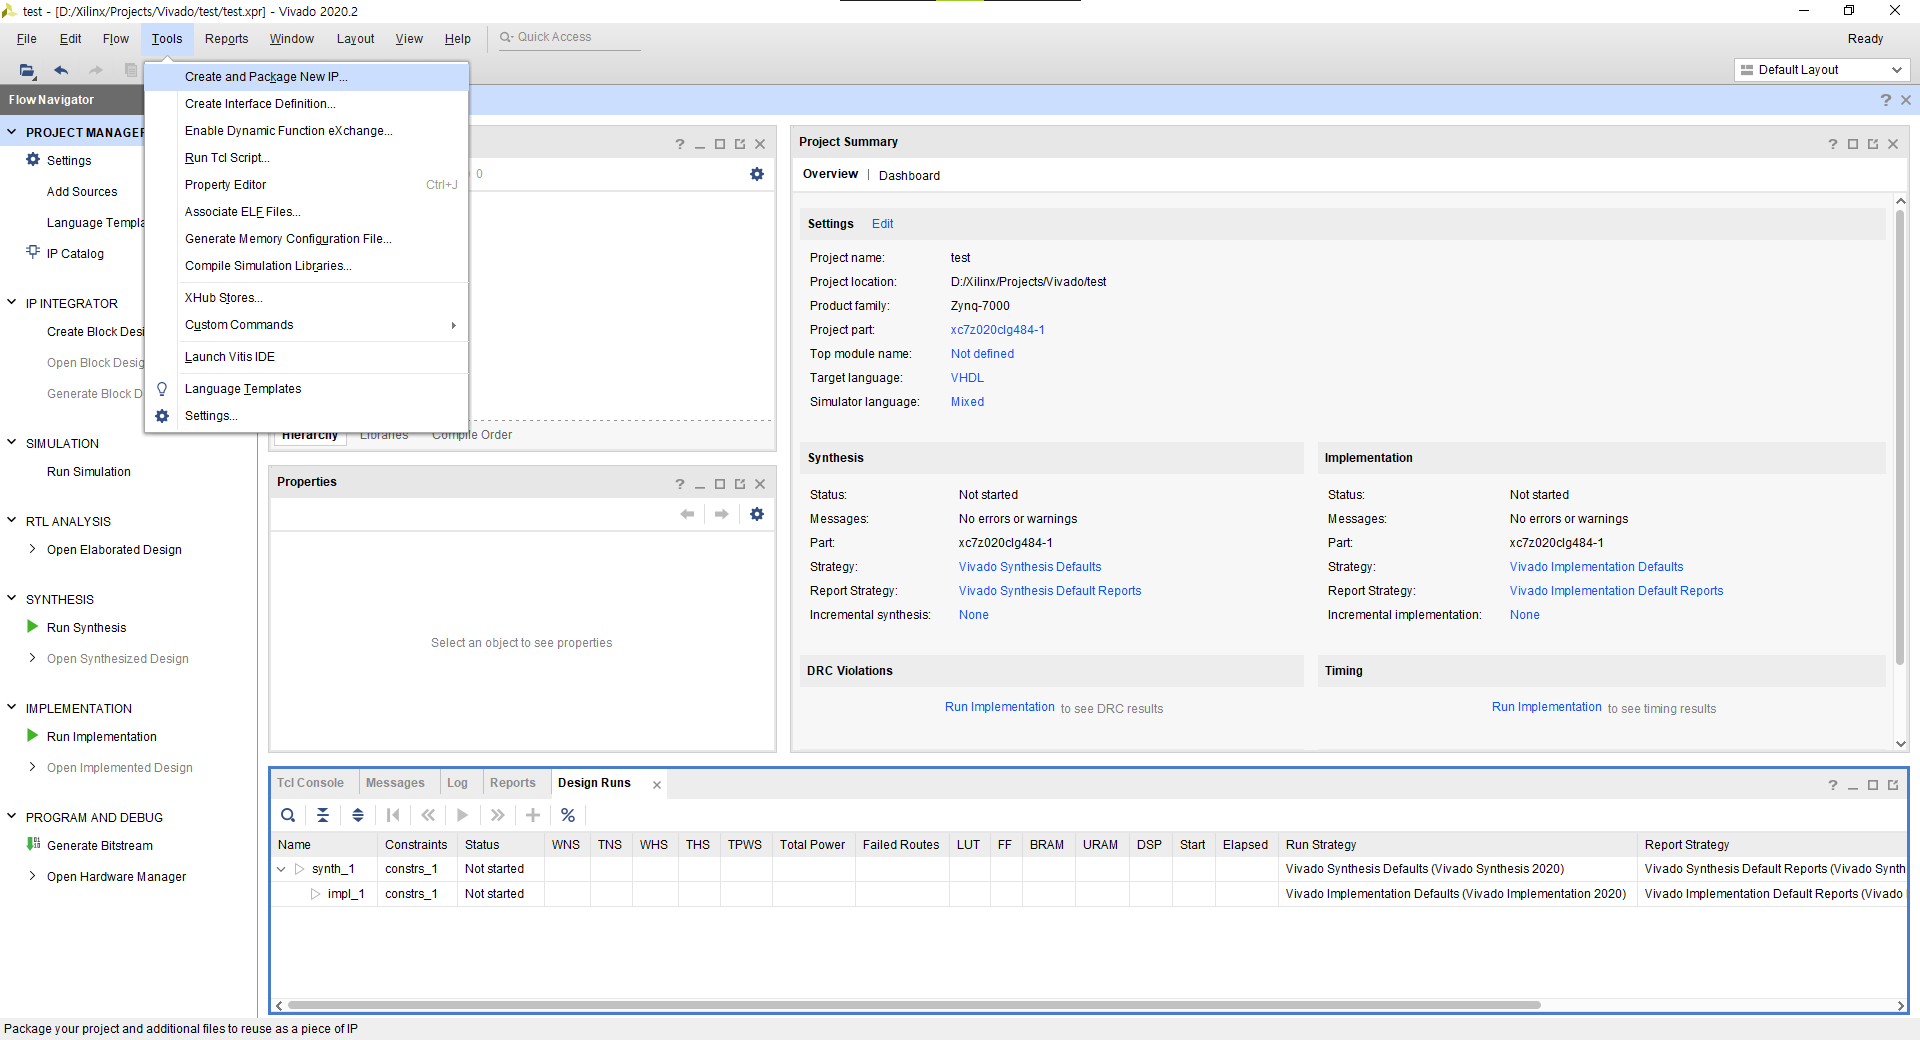 test - [D:/Xilinx/Projects/Vivado/test/test.xpr] - Vivado 2020.2
File Edit Flow Tools Reports Window Layout View Help Quick Access Ready
Default Layout
Flow Navigator
PROJECT MANAGER
Settings
Add Sources
Language Templa
IP Catalog
IP INTEGRATOR
Create Block Desi
Open Block Desig
Generate Block D
SIMULATION
Run Simulation
RTL ANALYSIS
Open Elaborated Design
SYNTHESIS
Run Synthesis
Open Synthesized Design
IMPLEMENTATION
Run Implementation
Open Implemented Design
PROGRAM AND DEBUG
Generate Bitstream
Open Hardware Manager
Create and Package New IP...
Create Interface Definition...
Enable Dynamic Function eXchange...
Run Tcl Script...
Property Editor Ctrl+J
Associate ELF Files...
Generate Memory Configuration File...
Compile Simulation Libraries...
XHub Stores...
Custom Commands
Launch Vitis IDE
Language Templates
Settings...
0
Hierarchy Libraries Compile Order
Properties
Select an object to see properties
Project Summary
Overview | Dashboard
Settings Edit
Project name: test
Project location: D:/Xilinx/Projects/Vivado/test
Product family: Zynq-7000
Project part: xc7z020clg484-1
Top module name: Not defined
Target language: VHDL
Simulator language: Mixed
Synthesis
Status: Not started
Messages: No errors or warnings
Part: xc7z020clg484-1
Strategy: Vivado Synthesis Defaults
Report Strategy: Vivado Synthesis Default Reports
Incremental synthesis: None
Implementation
Status: Not started
Messages: No errors or warnings
Part: xc7z020clg484-1
Strategy: Vivado Implementation Defaults
Report Strategy: Vivado Implementation Default Reports
Incremental implementation: None
DRC Violations
Run Implementation to see DRC results
Timing
Run Implementation to see timing results
Tcl Console Messages Log Reports Design Runs
Name Constraints Status WNS TNS WHS THS TPWS Total Power Failed Routes LUT FF BRAM URAM DSP Start Elapsed Run Strategy Report Strategy
synth_1 constrs_1 Not started Vivado Synthesis Defaults (Vivado Synthesis 2020) Vivado Synthesis Default Reports (Vivado Synth
impl_1 constrs_1 Not started Vivado Implementation Defaults (Vivado Implementation 2020) Vivado Implementation Default Reports (Vivado
Package your project and additional files to reuse as a piece of IP